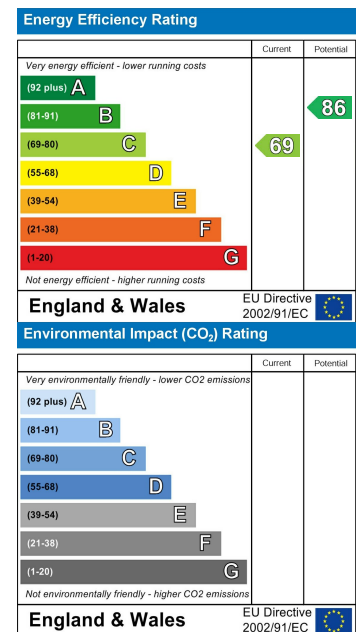 Energy Efficiency Rating
Current Potential
Very energy efficient - lower running costs
(92 plus) A
(81-91) B
86
(69-80) C
69
(55-68) D
(39-54) E
(21-38) F
(1-20) G
Not energy efficient - higher running costs
England & Wales
EU Directive
2002/91/EC
Environmental Impact (CO₂) Rating
Current Potential
Very environmentally friendly - lower CO2 emissions
(92 plus) A
(81-91) B
(69-80) C
(55-68) D
(39-54) E
(21-38) F
(1-20) G
Not environmentally friendly - higher CO2 emissions
England & Wales
EU Directive
2002/91/EC